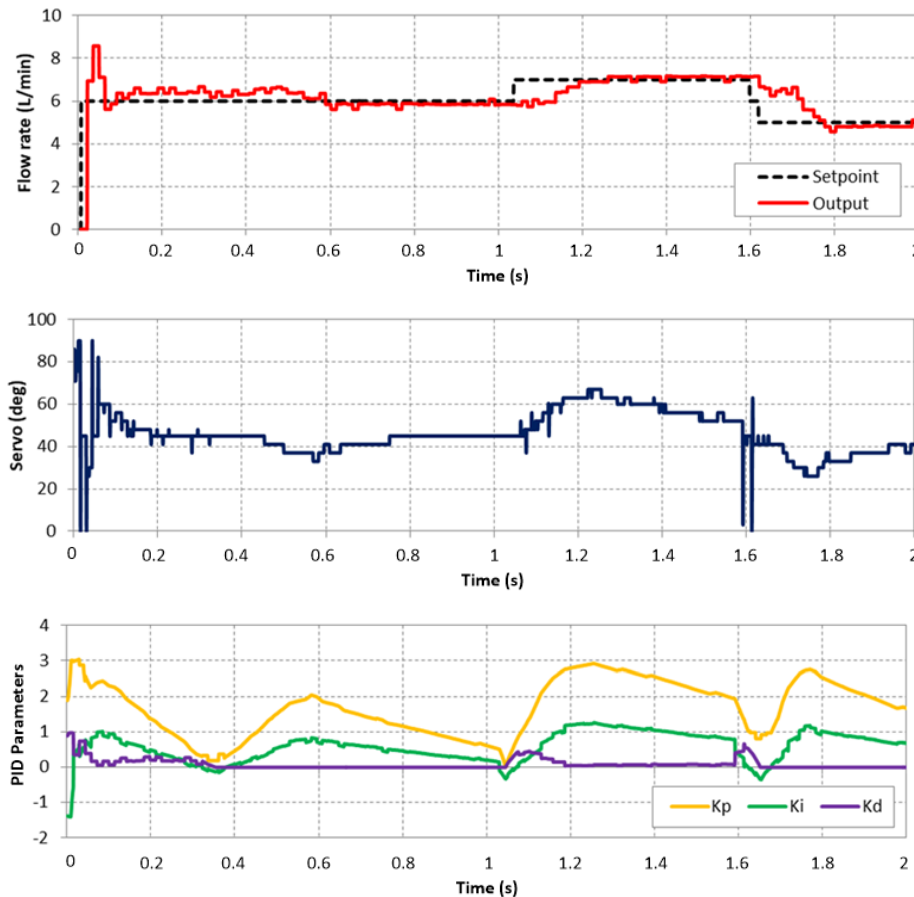 Flow rate (L/min)
10
8
6
4
2
0
Setpoint
Output
0 0.2 0.4 0.6 0.8 1 1.2 1.4 1.6 1.8 2
Time (s)
Servo (deg)
100
80
60
40
20
0
0 0.2 0.4 0.6 0.8 1 1.2 1.4 1.6 1.8 2
Time (s)
PID Parameters
4
3
2
1
0
-1
-2
Kp Ki Kd
0 0.2 0.4 0.6 0.8 1 1.2 1.4 1.6 1.8 2
Time (s)